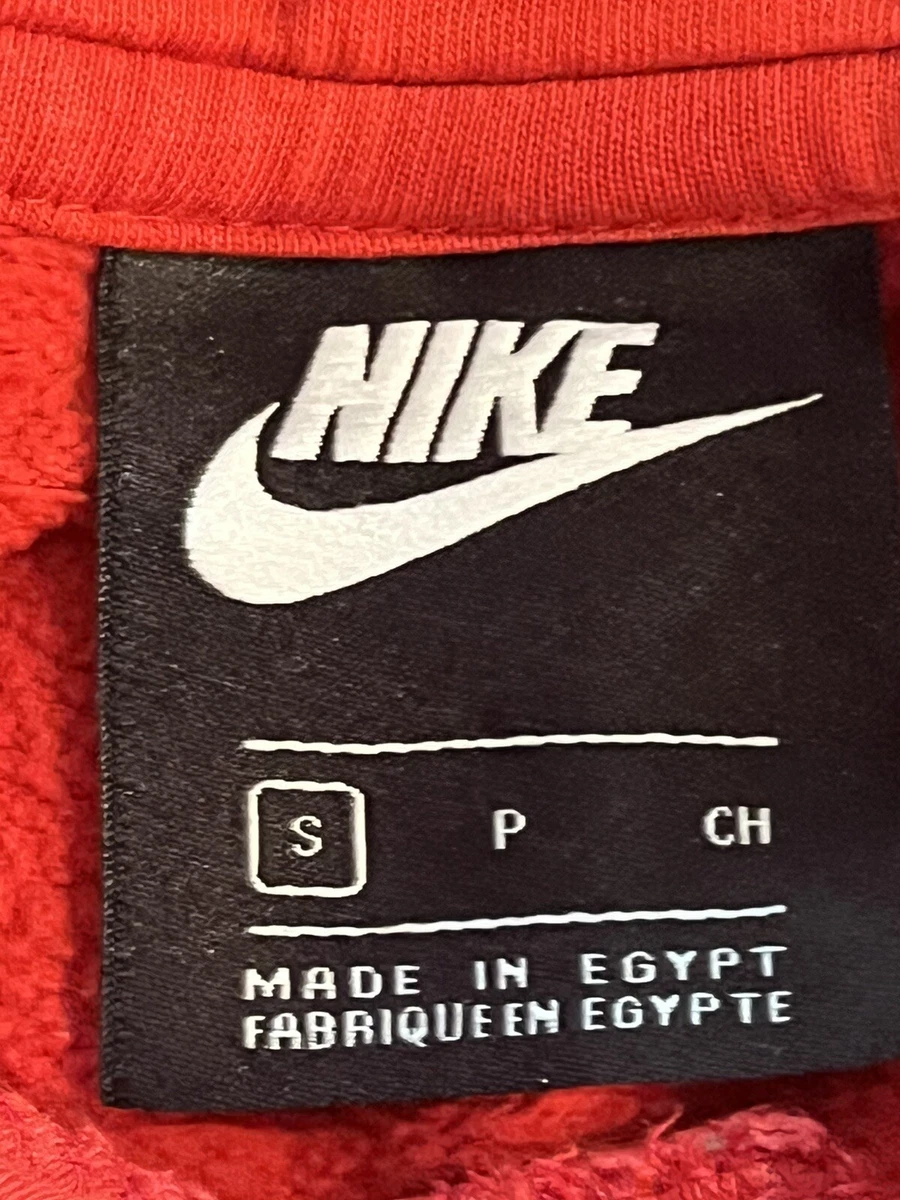 NIKE
S P CH
MADE IN EGYPT
FABRIQUE EN EGYPTE